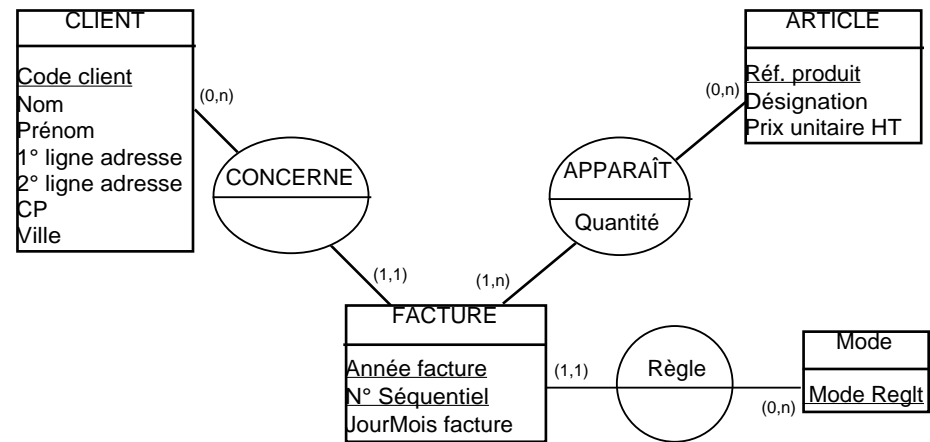 CLIENT
Code client
Nom
Prénom
1° ligne adresse
2° ligne adresse
CP
Ville
(0,n)
CONCERNE
(1,1)
ARTICLE
Réf. produit
Désignation
Prix unitaire HT
(0,n)
APPARAÎT
Quantité
(1,n)
FACTURE
Année facture
N° Séquentiel
JourMois facture
(1,1)
Règle
(0,n)
Mode
Mode Reglt